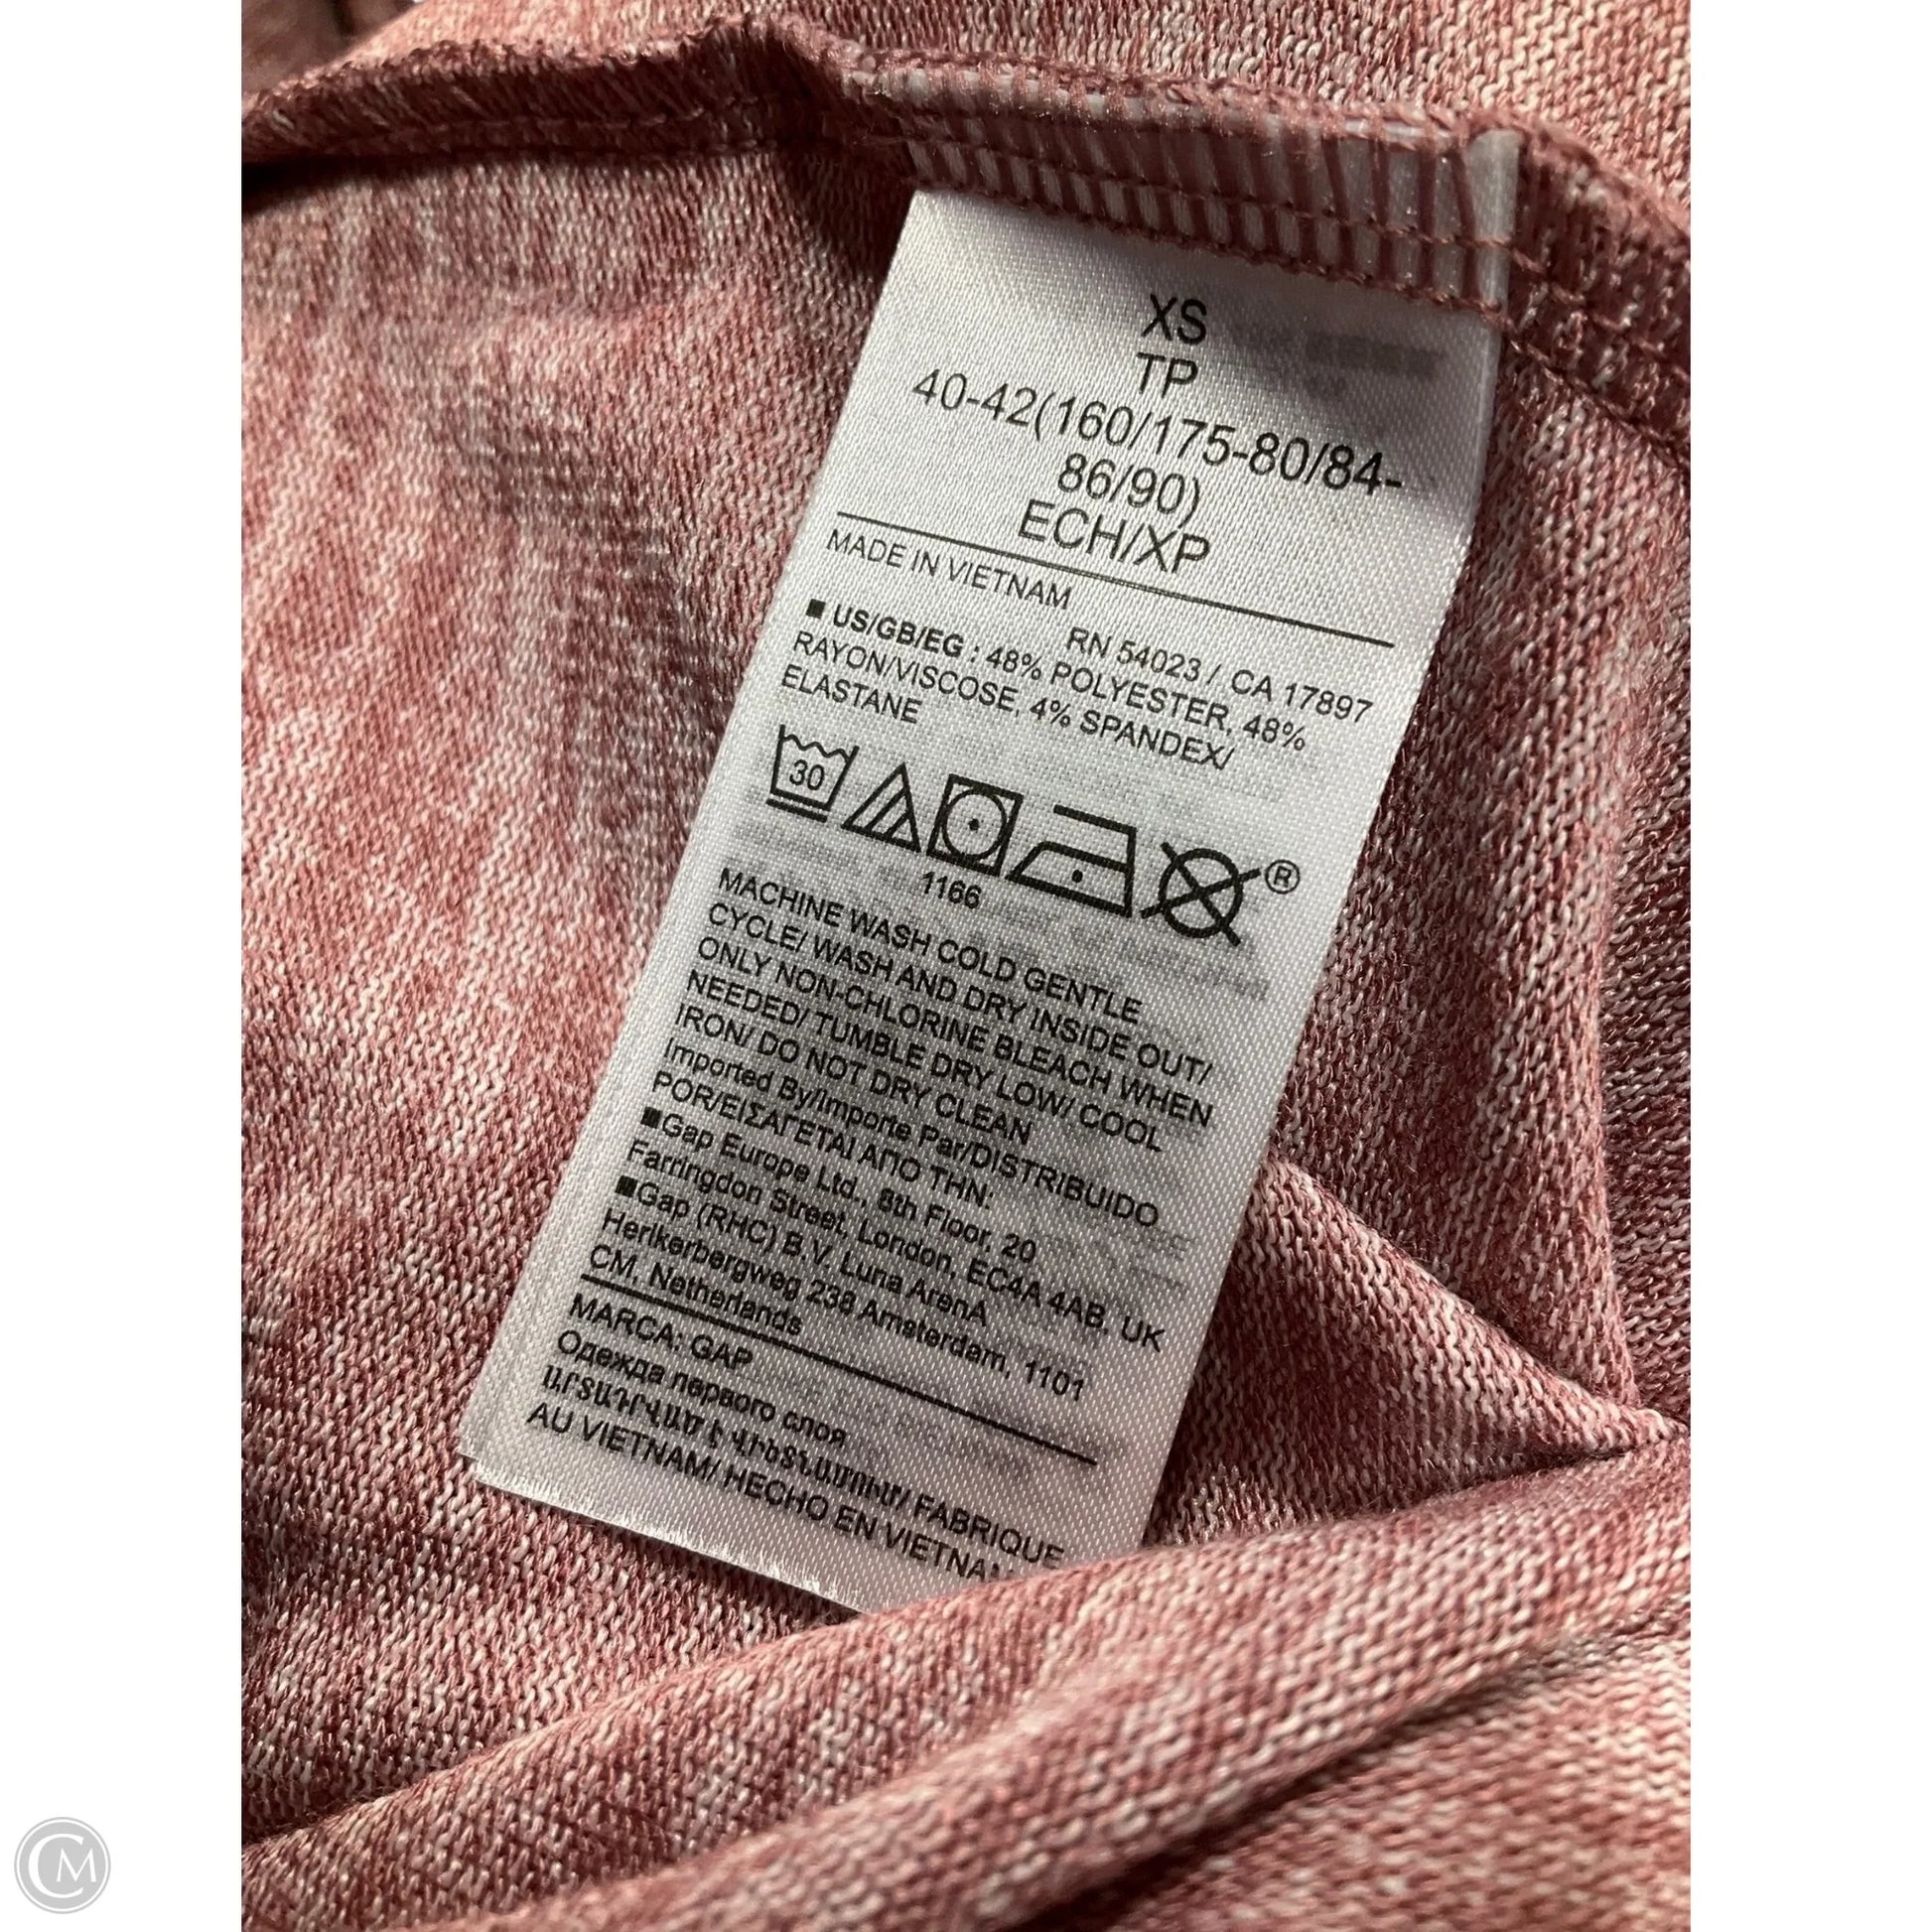 XS
TP
40-42(160/175-80/84-
86/90)
ECH/XP
MADE IN VIETNAM
RN 54023 / CA 17897
■ US/GB/EG : 48% POLYESTER, 48%
RAYON/VISCOSE, 4% SPANDEX/
ELASTANE
30
®
1166
MACHINE WASH COLD GENTLE
CYCLE/ WASH AND DRY INSIDE OUT/
ONLY NON-CHLORINE BLEACH WHEN
NEEDED/ TUMBLE DRY LOW/ COOL
IRON/ DO NOT DRY CLEAN
Imported By/Importe Par/DISTRIBUIDO
POR/ΕΙΣΑΓΕΤΑΙ ΑΠΟ ΤΗΝ:
■Gap Europe Ltd., 8th Floor, 20
Farringdon Street, London, EC4A 4AB, UK
■Gap (RHC) B.V, Luna ArenA
Herikerbergweg 238 Amsterdam, 1101
CM, Netherlands
MARCA: GAP
Одежда первого слоя
ԱՐՏԱԴՐՎԱԾ Է ՎԻԵՏՆԱՄՈՒՄ/ FABRIQUE
AU VIETNAM/ HECHO EN VIETNAM
CM